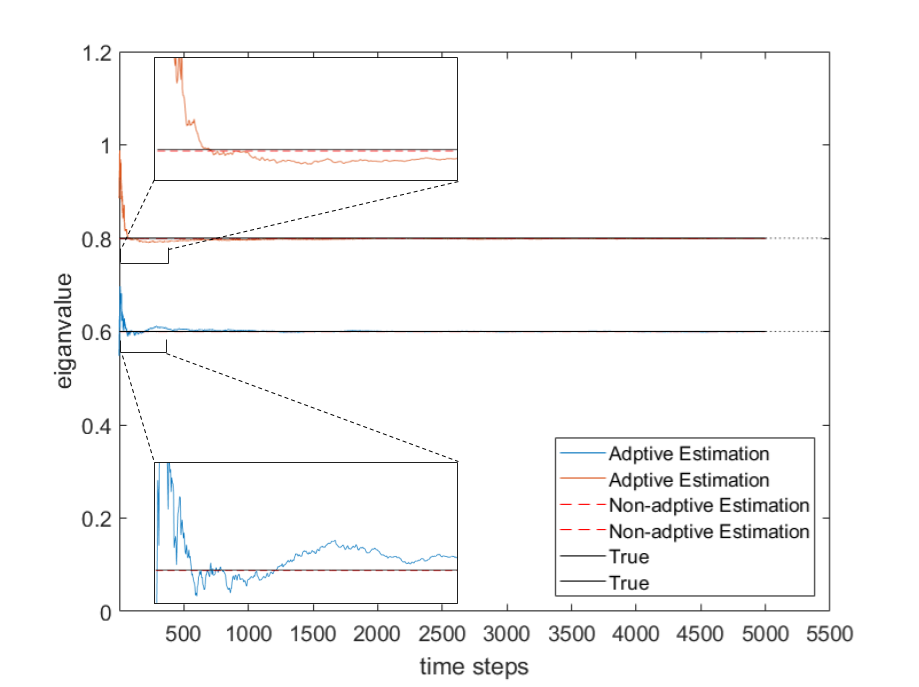 1.2
1
0.8
0.6
0.4
0.2
0
eiganvalue
Adptive Estimation
Adptive Estimation
Non-adptive Estimation
Non-adptive Estimation
True
True
500 1000 1500 2000 2500 3000 3500 4000 4500 5000 5500
time steps